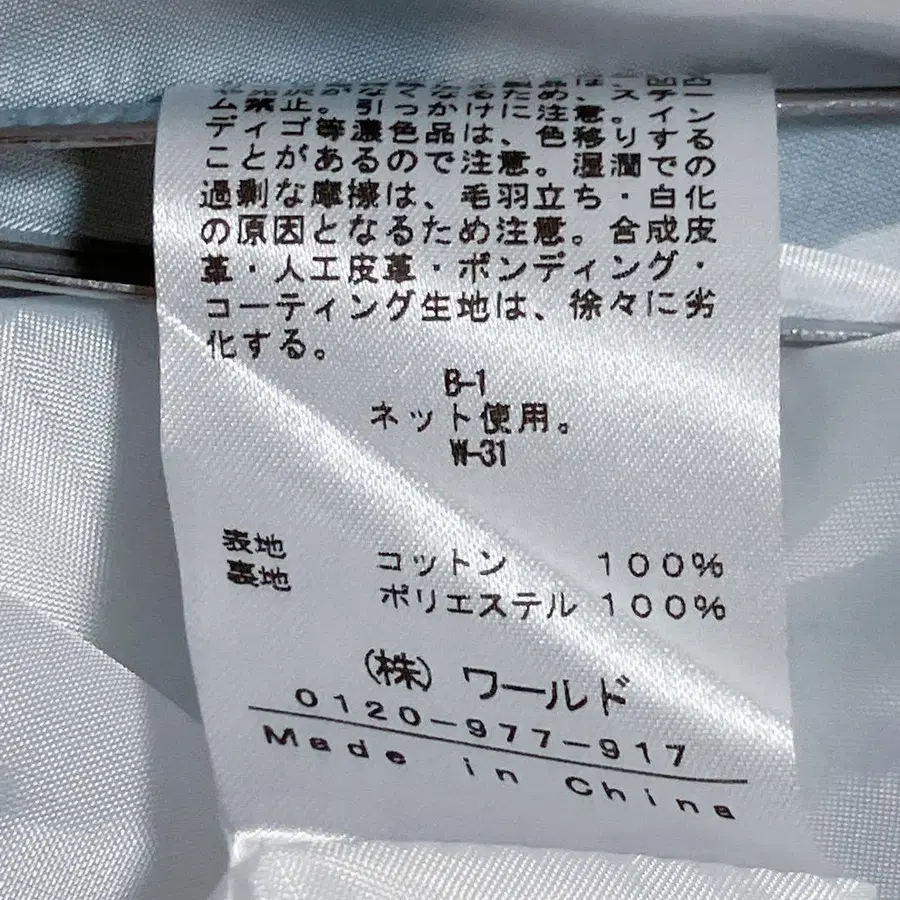 ム禁止。引っかけに注意。イン
ディゴ等濃色品は、色移りする
ことがあるので注意。湿潤での
過剰な摩擦は、毛羽立ち・白化
の原因となるため注意。合成皮
革・人工皮革・ボンディング・
コーティング生地は、徐々に劣
化する。
B-1
ネット使用。
W-31
表地 コットン 100%
裏地 ポリエステル 100%
(株) ワールド
0120-977-917
Made in China